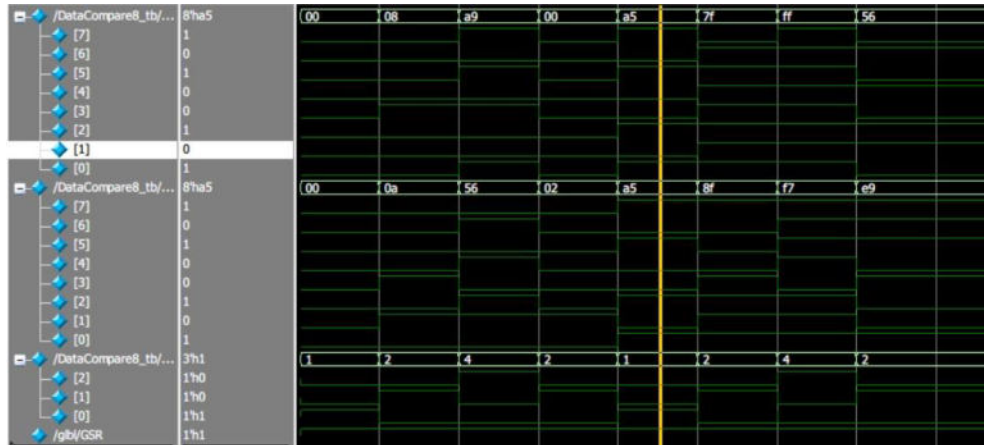 /DataCompare8_tb/... 8'ha5 00 08 a9 00 a5 7f ff 56
[7] 1
[6] 0
[5] 1
[4] 0
[3] 0
[2] 1
[1] 0
[0] 1
/DataCompare8_tb/... 8'ha5 00 0a 56 02 a5 8f f7 e9
[7] 1
[6] 0
[5] 1
[4] 0
[3] 0
[2] 1
[1] 0
[0] 1
/DataCompare8_tb/... 3'h1 1 2 4 2 1 2 4 2
[2] 1'h0
[1] 1'h0
[0] 1'h1
/glbl/GSR 1'h1